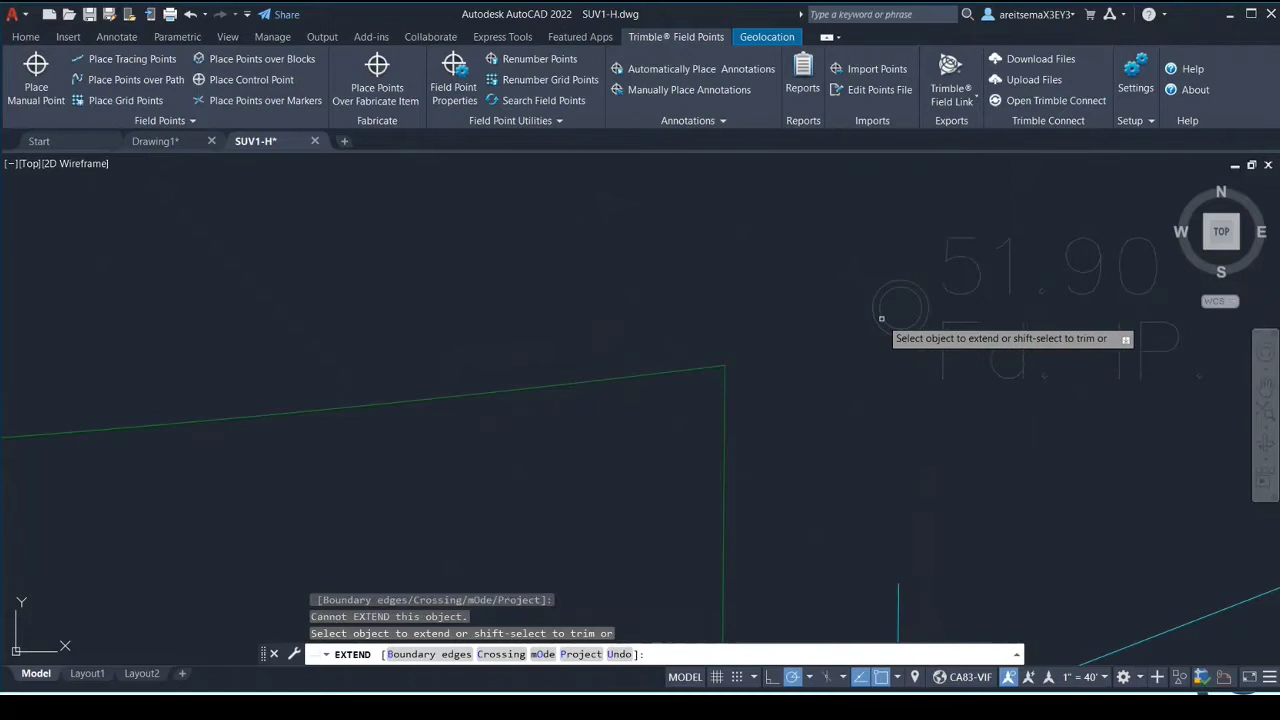 Share
Autodesk AutoCAD 2022 SUV1-H.dwg
Type a keyword or phrase
areitsemaX3EY3
Home Insert Annotate Parametric View Manage Output Add-ins Collaborate Express Tools Featured Apps Trimble® Field Points Geolocation
Place
Manual Point
Place Tracing Points
Place Points over Path
Place Grid Points
Place Points over Blocks
Place Control Point
Place Points over Markers
Field Points
Place Points
Over Fabricate Item
Fabricate
Field Point
Properties
Renumber Points
Renumber Grid Points
Search Field Points
Field Point Utilities
Automatically Place Annotations
Manually Place Annotations
Annotations
Reports
Reports
Import Points
Edit Points File
Imports
Trimble®
Field Link
Exports
Download Files
Upload Files
Open Trimble Connect
Trimble Connect
Settings
Setup
Help
About
Help
Start Drawing1* SUV1-H*
[−][Top][2D Wireframe]
N
W TOP E
S
WCS
51.90
Fd. IP.
Select object to extend or shift-select to trim or
[Boundary edges/Crossing/mOde/Project]:
Cannot EXTEND this object.
Select object to extend or shift-select to trim or
EXTEND [Boundary edges Crossing mOde Project Undo]:
Y
X
Model Layout1 Layout2
MODEL CA83-VIF 1" = 40'